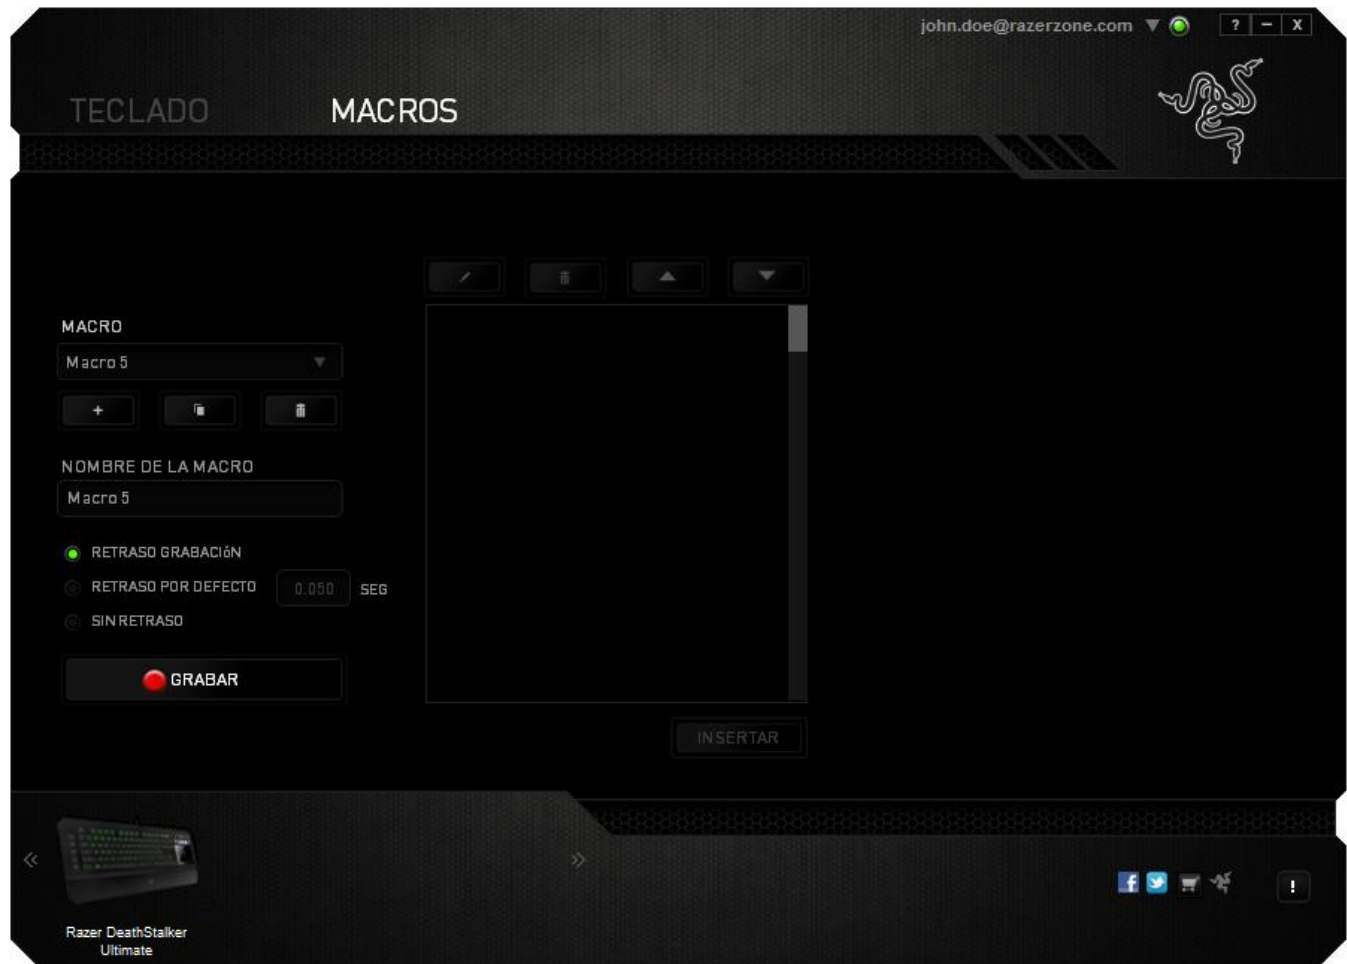 john.doe@razerzone.com
? – X
TECLADO MACROS
MACRO
Macro 5
+
NOMBRE DE LA MACRO
Macro 5
RETRASO GRABACIóN
RETRASO POR DEFECTO 0.050 SEG
SIN RETRASO
GRABAR
INSERTAR
« »
f !
Razer DeathStalker
Ultimate